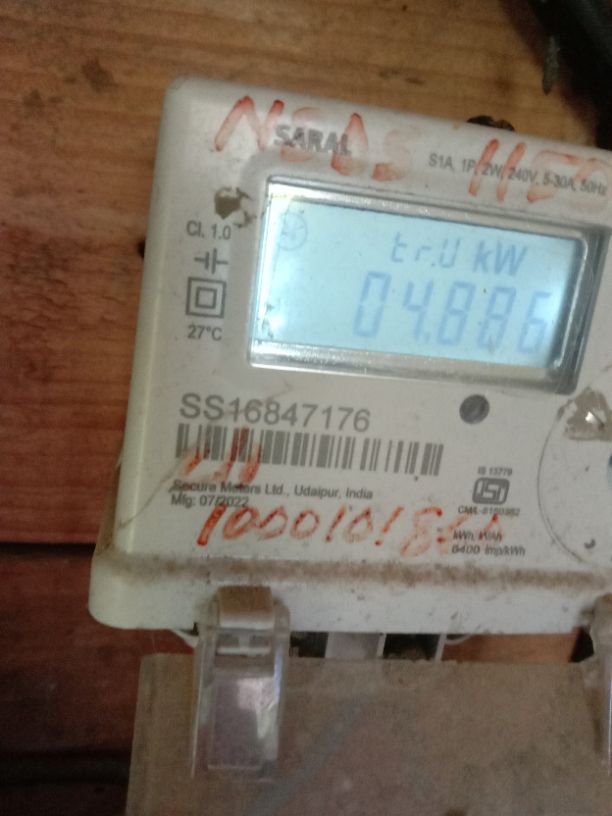 SARAL
S1A, 1P, 2W, 240V, 5-30A, 50Hz
Cl. 1.0
27°C
tr.U kW
04.886
SS16847176
Secure Meters Ltd., Udaipur, India
Mfg: 07/2022
IS 13779
ISI
kWh, kVAh
6400 imp/kWh